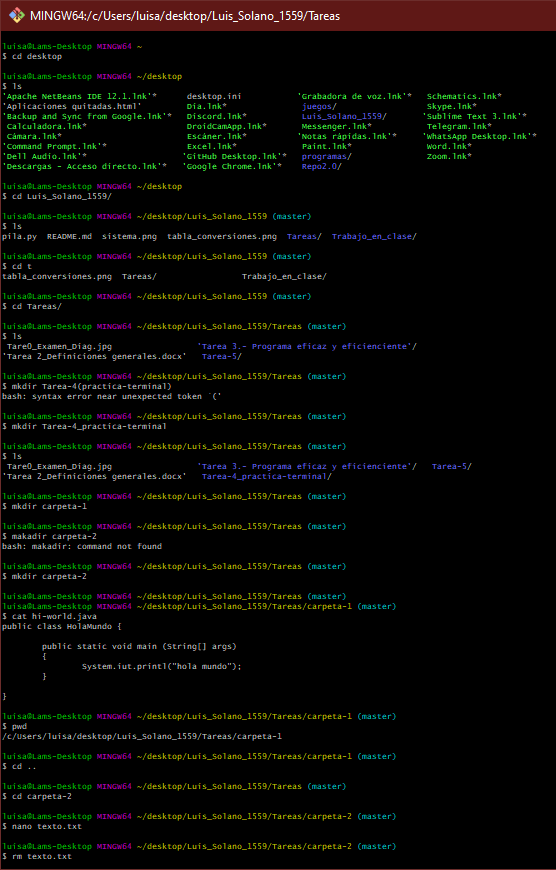 MINGW64:/c/Users/luisa/desktop/Luis_Solano_1559/Tareas
luisa@Lams-Desktop MINGW64 ~
$ cd desktop
luisa@Lams-Desktop MINGW64 ~/desktop
$ ls
'Apache NetBeans IDE 12.1.lnk'* desktop.ini 'Grabadora de voz.lnk'* Schematics.lnk*
'Aplicaciones quitadas.html' Dia.lnk* juegos/ Skype.lnk*
'Backup and Sync from Google.lnk'* Discord.lnk* Luis_Solano_1559/ 'Sublime Text 3.lnk'*
Calculadora.lnk* DroidCamApp.lnk* Messenger.lnk* Telegram.lnk*
Cámara.lnk* Escáner.lnk* 'Notas rápidas.lnk'* 'WhatsApp Desktop.lnk'*
'Command Prompt.lnk'* Excel.lnk* Paint.lnk* Word.lnk*
'Dell Audio.lnk'* 'GitHub Desktop.lnk'* programas/ Zoom.lnk*
'Descargas - Acceso directo.lnk'* 'Google Chrome.lnk'* Repo2.0/
luisa@Lams-Desktop MINGW64 ~/desktop
$ cd Luis_Solano_1559/
luisa@Lams-Desktop MINGW64 ~/desktop/Luis_Solano_1559 (master)
$ ls
pila.py README.md sistema.png tabla_conversiones.png Tareas/ Trabajo_en_clase/
luisa@Lams-Desktop MINGW64 ~/desktop/Luis_Solano_1559 (master)
$ cd t
tabla_conversiones.png Tareas/ Trabajo_en_clase/
luisa@Lams-Desktop MINGW64 ~/desktop/Luis_Solano_1559 (master)
$ cd Tareas/
luisa@Lams-Desktop MINGW64 ~/desktop/Luis_Solano_1559/Tareas (master)
$ ls
Tare0_Examen_Diag.jpg 'Tarea 3.- Programa eficaz y eficienciente'/
'Tarea 2_Definiciones generales.docx' Tarea-5/
luisa@Lams-Desktop MINGW64 ~/desktop/Luis_Solano_1559/Tareas (master)
$ mkdir Tarea-4(practica-terminal)
bash: syntax error near unexpected token `('
luisa@Lams-Desktop MINGW64 ~/desktop/Luis_Solano_1559/Tareas (master)
$ mkdir Tarea-4_practica-terminal
luisa@Lams-Desktop MINGW64 ~/desktop/Luis_Solano_1559/Tareas (master)
$ ls
Tare0_Examen_Diag.jpg 'Tarea 3.- Programa eficaz y eficienciente'/ Tarea-5/
'Tarea 2_Definiciones generales.docx' Tarea-4_practica-terminal/
luisa@Lams-Desktop MINGW64 ~/desktop/Luis_Solano_1559/Tareas (master)
$ mkdir carpeta-1
luisa@Lams-Desktop MINGW64 ~/desktop/Luis_Solano_1559/Tareas (master)
$ makadir carpeta-2
bash: makadir: command not found
luisa@Lams-Desktop MINGW64 ~/desktop/Luis_Solano_1559/Tareas (master)
$ mkdir carpeta-2
luisa@Lams-Desktop MINGW64 ~/desktop/Luis_Solano_1559/Tareas (master)
luisa@Lams-Desktop MINGW64 ~/desktop/Luis_Solano_1559/Tareas/carpeta-1 (master)
$ cat hi-world.java
public class HolaMundo {
public static void main (String[] args)
{
System.iut.printl("hola mundo");
}
}
luisa@Lams-Desktop MINGW64 ~/desktop/Luis_Solano_1559/Tareas/carpeta-1 (master)
$ pwd
/c/Users/luisa/desktop/Luis_Solano_1559/Tareas/carpeta-1
luisa@Lams-Desktop MINGW64 ~/desktop/Luis_Solano_1559/Tareas/carpeta-1 (master)
$ cd ..
luisa@Lams-Desktop MINGW64 ~/desktop/Luis_Solano_1559/Tareas (master)
$ cd carpeta-2
luisa@Lams-Desktop MINGW64 ~/desktop/Luis_Solano_1559/Tareas/carpeta-2 (master)
$ nano texto.txt
luisa@Lams-Desktop MINGW64 ~/desktop/Luis_Solano_1559/Tareas/carpeta-2 (master)
$ rm texto.txt